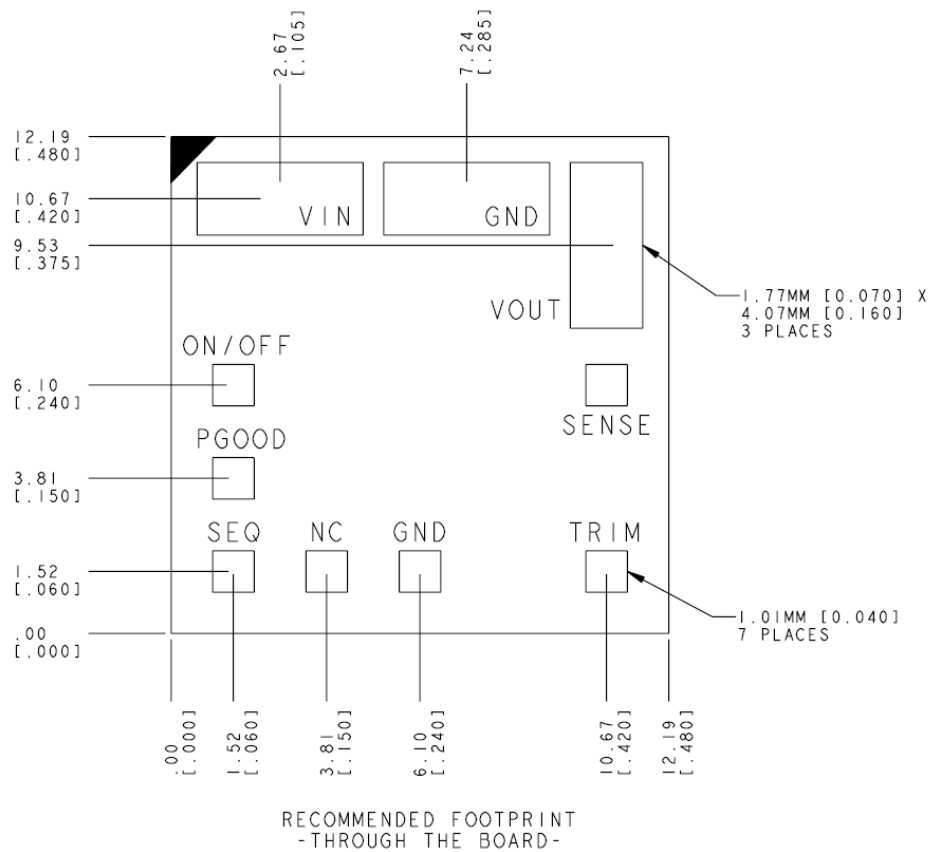 2.67
[.105]
7.24
[.285]
12.19
[.480]
10.67
[.420]
VIN
GND
9.53
[.375]
VOUT
1.77MM [0.070] X
4.07MM [0.160]
3 PLACES
ON/OFF
6.10
[.240]
SENSE
PGOOD
3.81
[.150]
SEQ
NC
GND
TRIM
1.52
[.060]
1.01MM [0.040]
7 PLACES
.00
[.000]
.00
[.000]
1.52
[.060]
3.81
[.150]
6.10
[.240]
10.67
[.420]
12.19
[.480]
RECOMMENDED FOOTPRINT
-THROUGH THE BOARD-